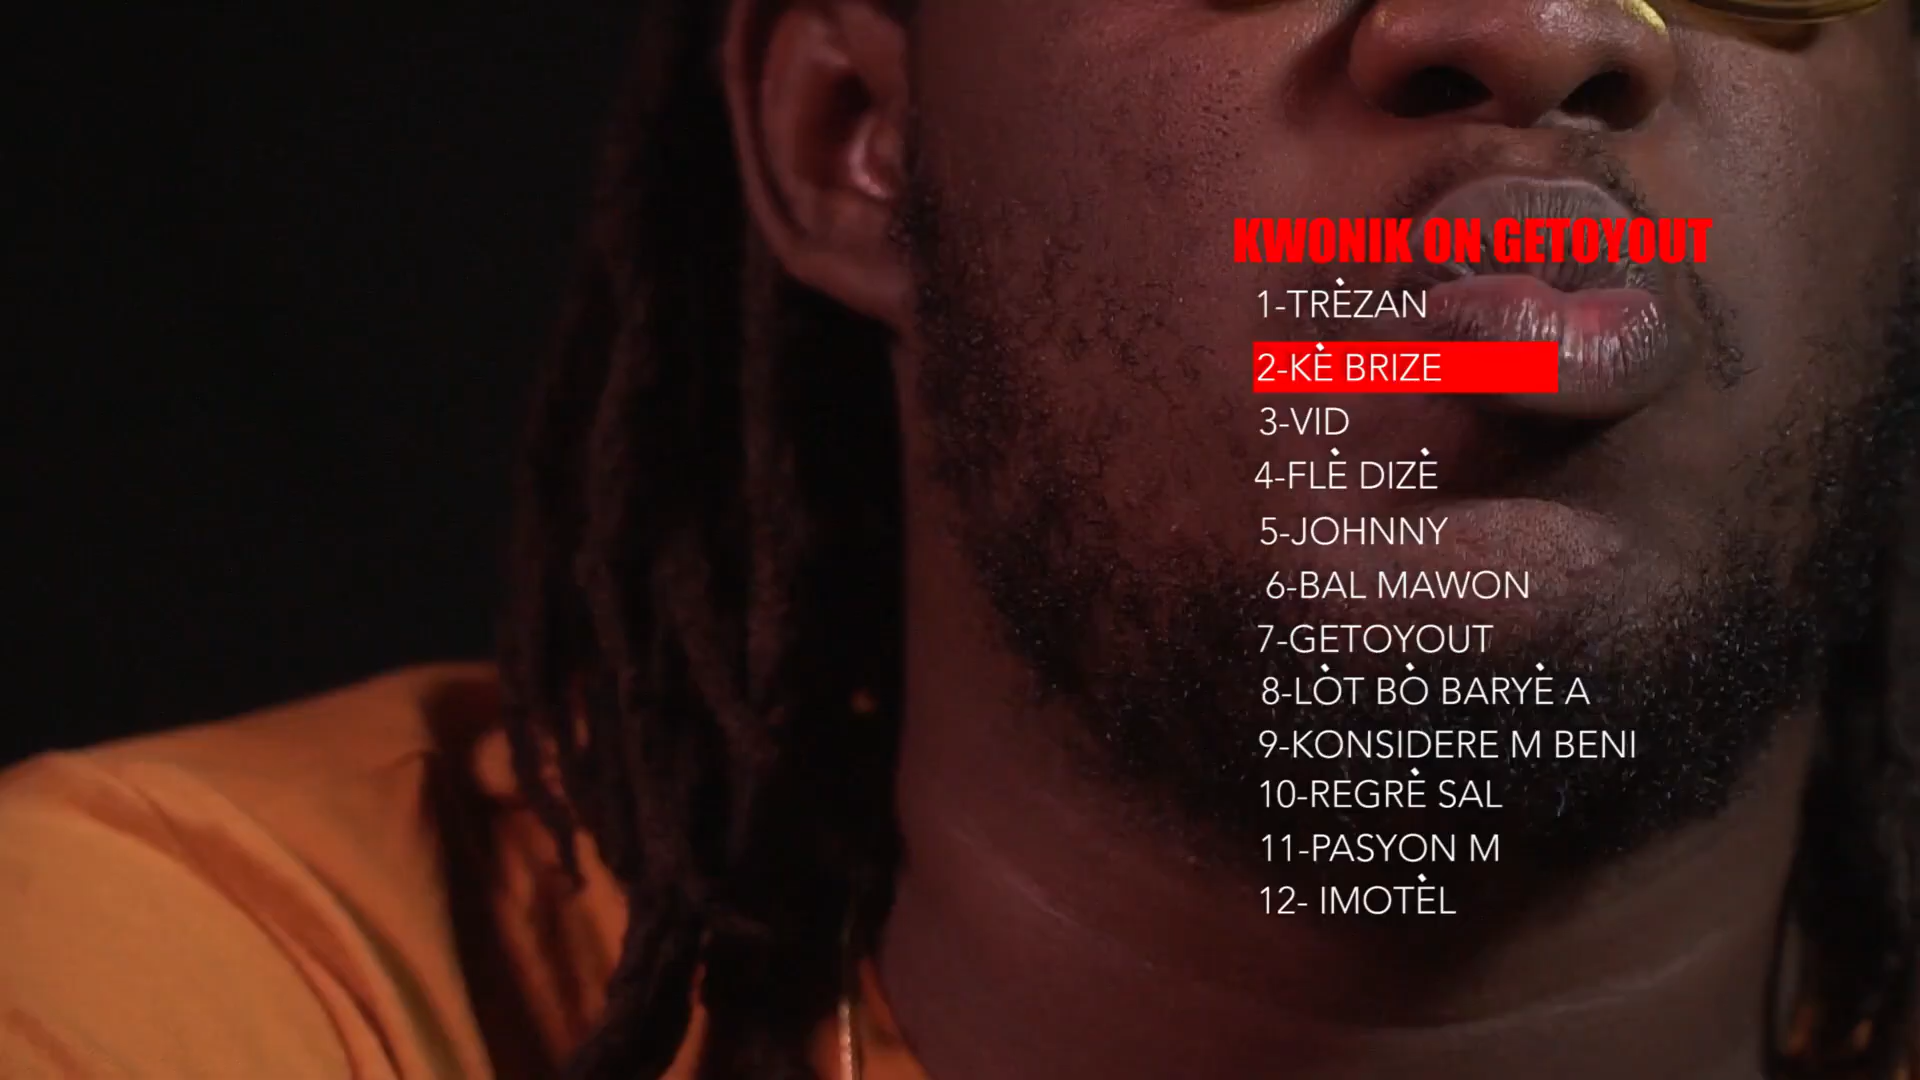 KWONIK ON GETOYOUT
1-TRÈZAN
2-KÈ BRIZE
3-VID
4-FLÈ DIZÈ
5-JOHNNY
6-BAL MAWON
7-GETOYOUT
8-LÒT BÒ BARYÈ A
9-KONSIDERE M BENI
10-REGRÈ SAL
11-PASYON M
12- IMOTÈL